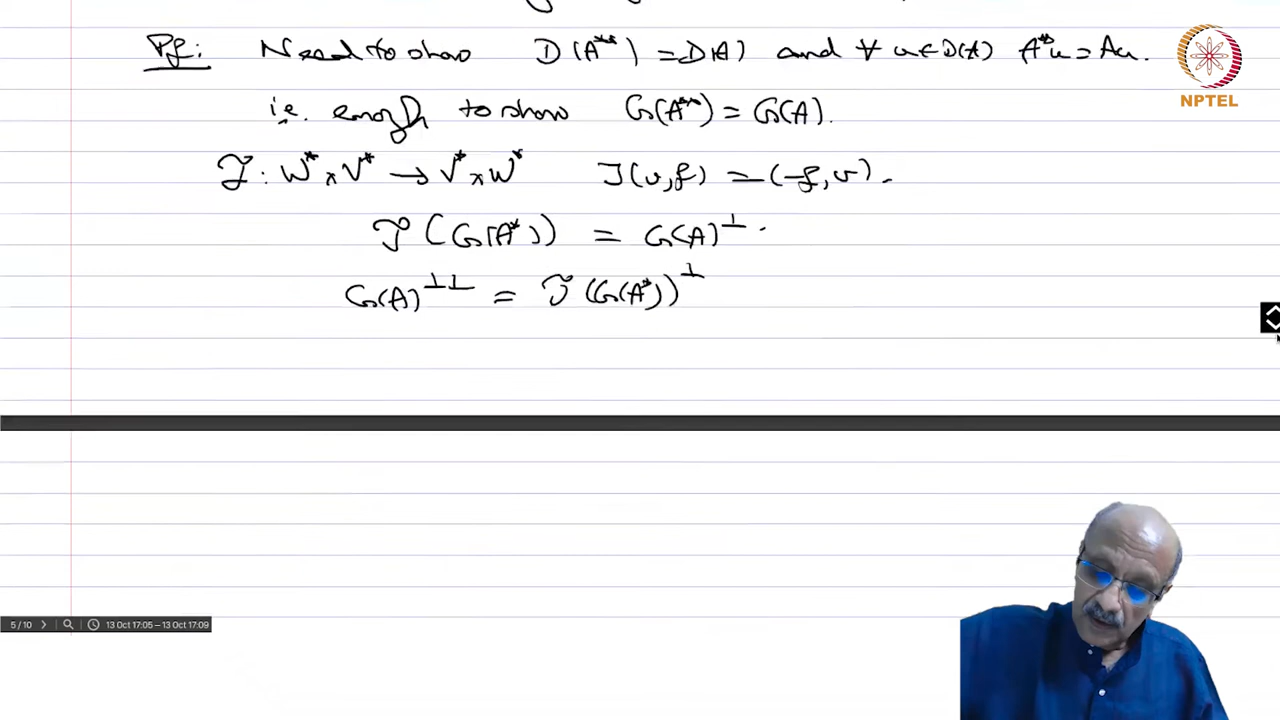 Pf: Need to show D(A**) = D(A) and ∀ u ∈ D(A) A**u = Au.
i.e. enough to show G(A**) = G(A).
NPTEL
J : W* x V* → V* x W* J(v, f) = (-f, v).
J(G(A*)) = G(A)⊥.
G(A)⊥⊥ = J(G(A*))⊥
5 / 10 13 Oct 17:05 – 13 Oct 17:09